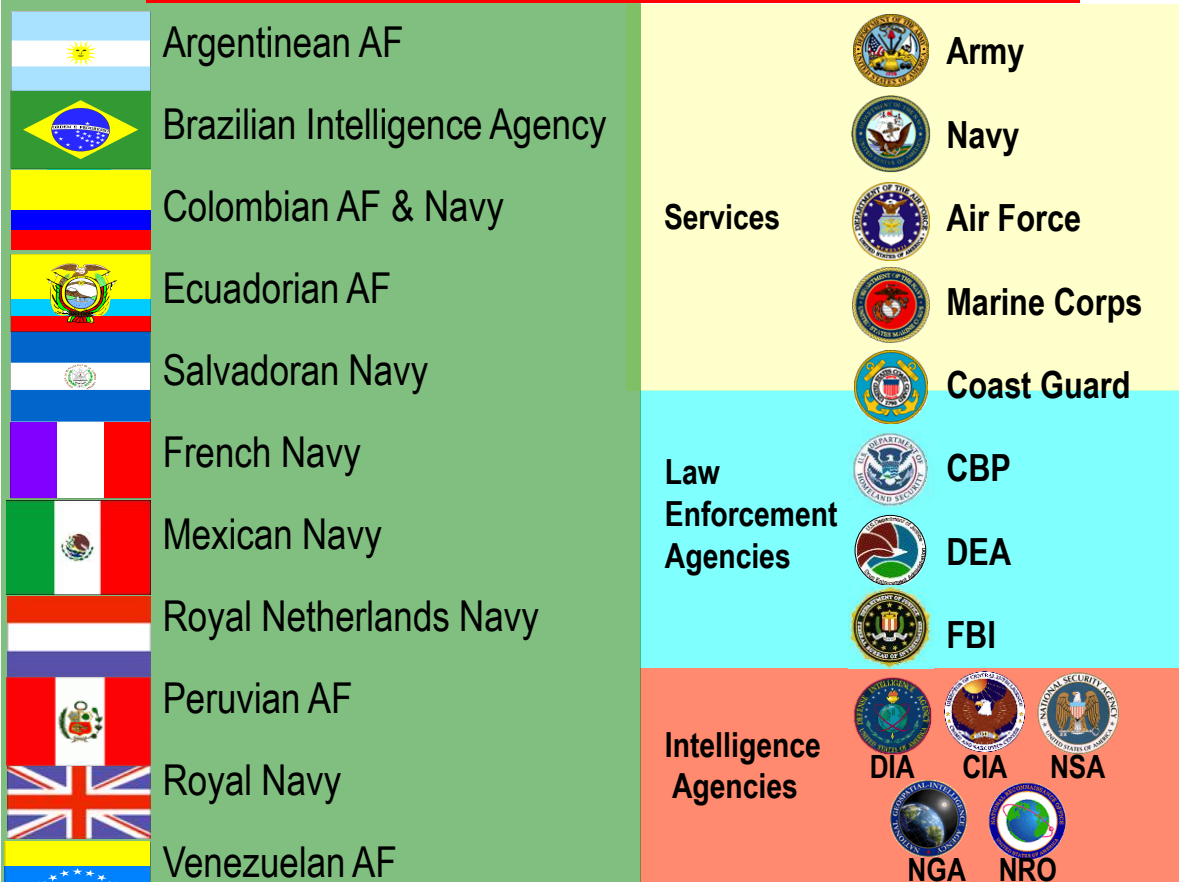 Argentinean AF
Brazilian Intelligence Agency
Colombian AF & Navy
Ecuadorian AF
Salvadoran Navy
French Navy
Mexican Navy
Royal Netherlands Navy
Peruvian AF
Royal Navy
Venezuelan AF
Services
Army
Navy
Air Force
Marine Corps
Coast Guard
Law
Enforcement
Agencies
CBP
DEA
FBI
Intelligence
Agencies
DIA
CIA
NSA
NGA
NRO